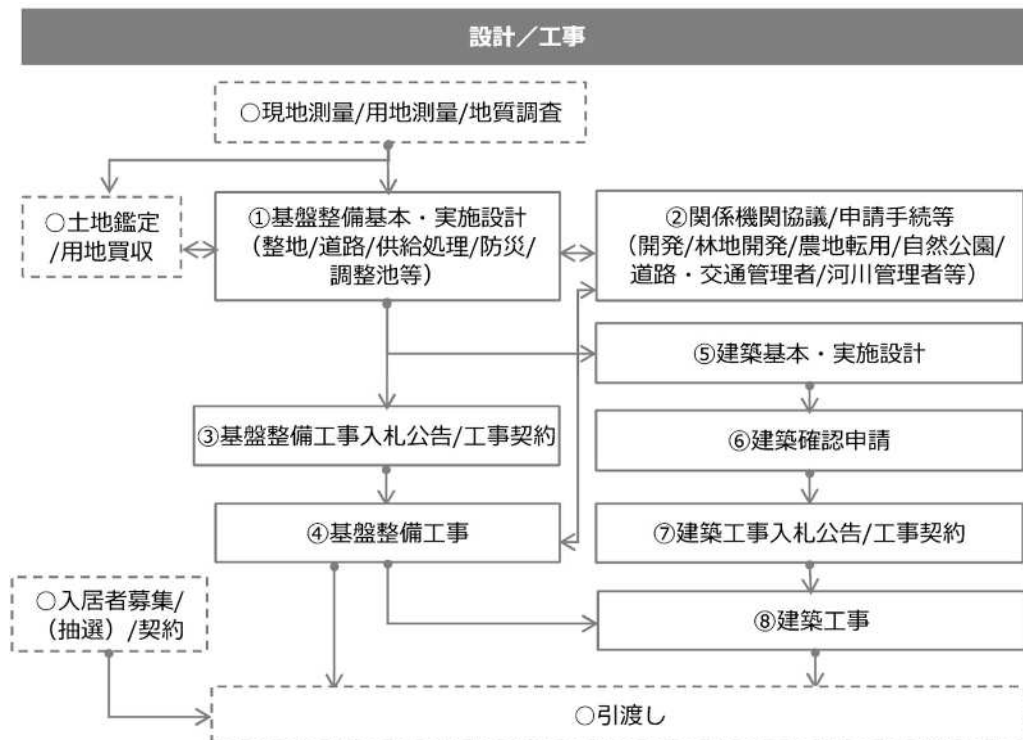 設計／工事
○現地測量/用地測量/地質調査
○土地鑑定
/用地買収
①基盤整備基本・実施設計
（整地/道路/供給処理/防災/
調整池等）
②関係機関協議/申請手続等
（開発/林地開発/農地転用/自然公園/
道路・交通管理者/河川管理者等）
⑤建築基本・実施設計
③基盤整備工事入札公告/工事契約
⑥建築確認申請
④基盤整備工事
⑦建築工事入札公告/工事契約
○入居者募集/
（抽選）/契約
⑧建築工事
○引渡し